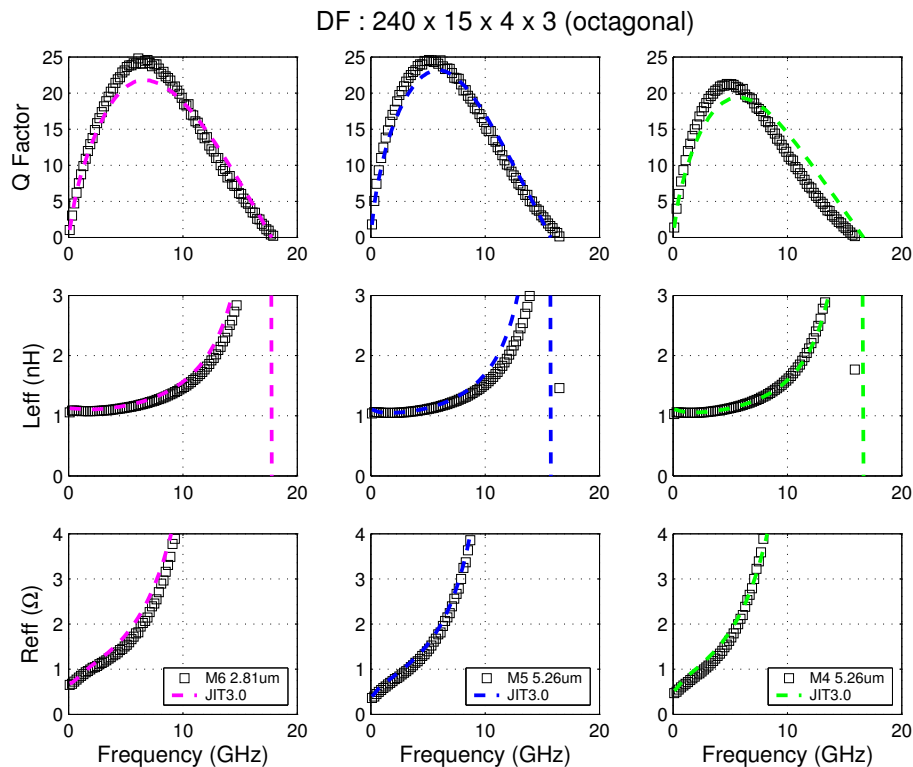 DF : 240 x 15 x 4 x 3 (octagonal)
Q Factor
25
20
15
10
5
0
0 10 20
25
20
15
10
5
0
0 10 20
25
20
15
10
5
0
0 10 20
Leff (nH)
3
2
1
0
0 10 20
3
2
1
0
0 10 20
3
2
1
0
0 10 20
Reff (Ω)
4
3
2
1
0
0 10 20
M6 2.81um
JIT3.0
Frequency (GHz)
4
3
2
1
0
0 10 20
M5 5.26um
JIT3.0
Frequency (GHz)
4
3
2
1
0
0 10 20
M4 5.26um
JIT3.0
Frequency (GHz)